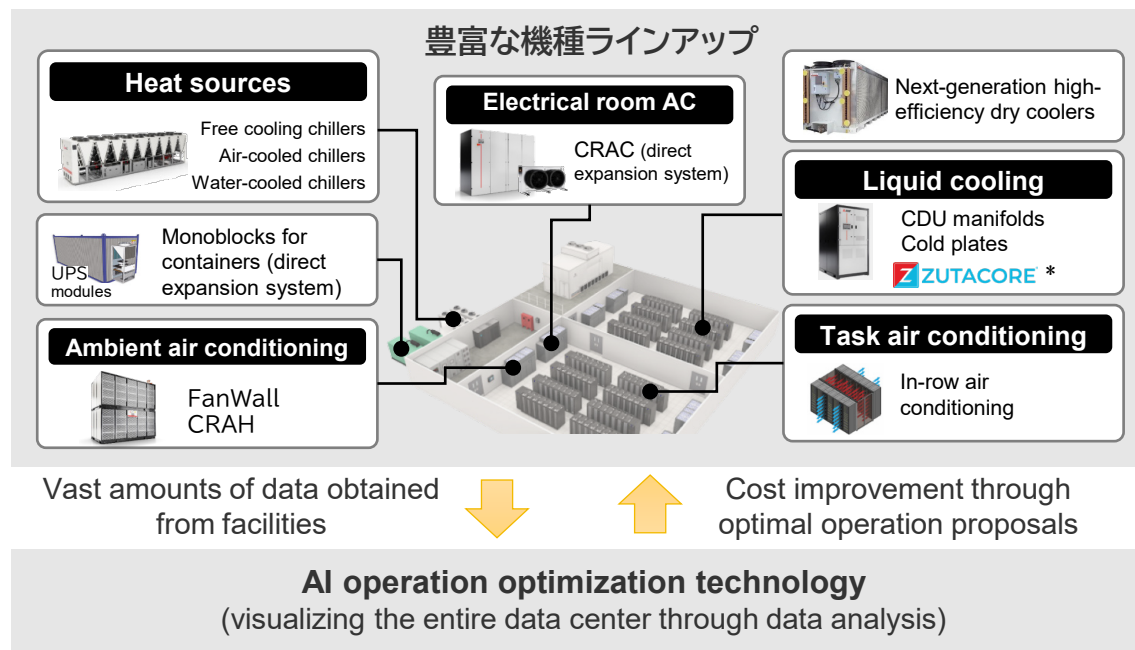 豊富な機種ラインアップ
Heat sources
Free cooling chillers
Air-cooled chillers
Water-cooled chillers
Electrical room AC
CRAC (direct
expansion system)
Next-generation high-
efficiency dry coolers
Liquid cooling
CDU manifolds
Cold plates
Z ZUTACORE *
UPS
modules
Monoblocks for
containers (direct
expansion system)
Ambient air conditioning
FanWall
CRAH
Task air conditioning
In-row air
conditioning
Vast amounts of data obtained
from facilities
Cost improvement through
optimal operation proposals
AI operation optimization technology
(visualizing the entire data center through data analysis)